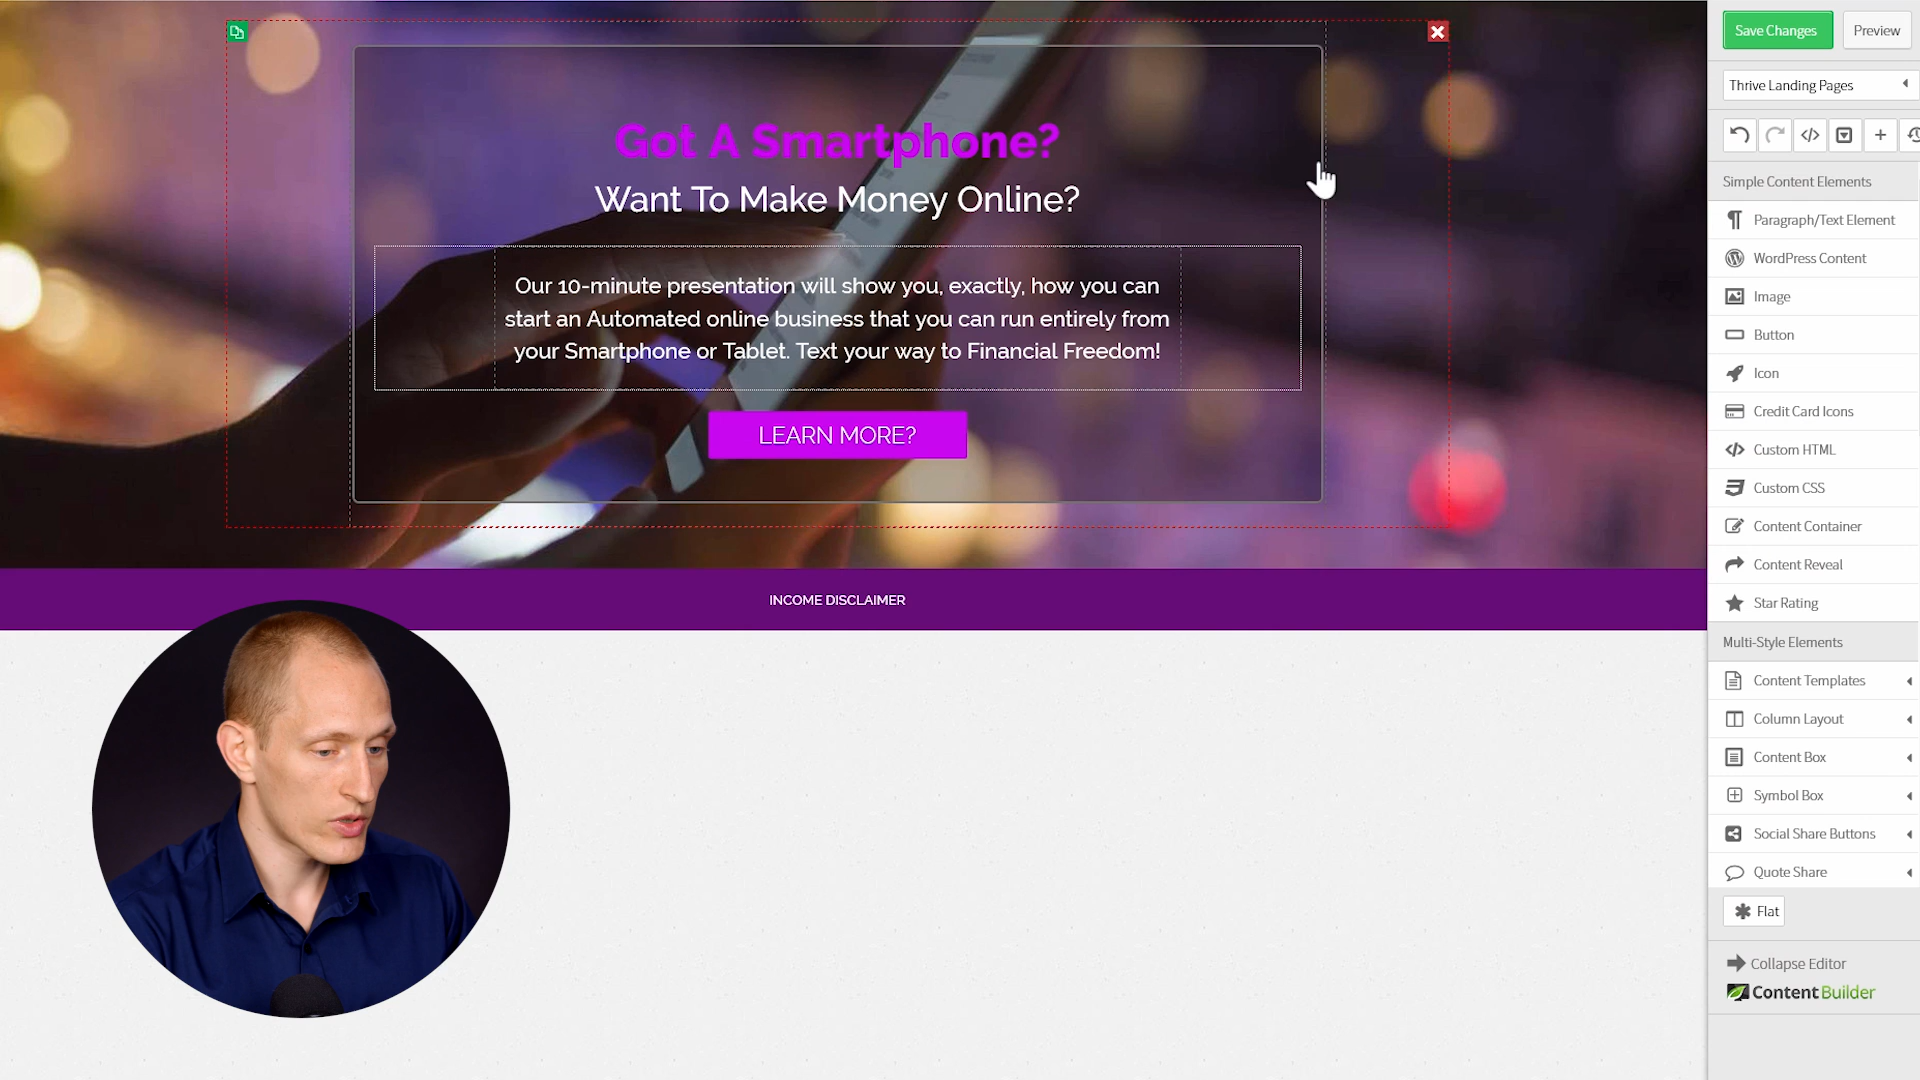 Save Changes
Preview
Thrive Landing Pages
Got A Smartphone?
Want To Make Money Online?
Our 10-minute presentation will show you, exactly, how you can
start an Automated online business that you can run entirely from
your Smartphone or Tablet. Text your way to Financial Freedom!
LEARN MORE?
INCOME DISCLAIMER
Simple Content Elements
Paragraph/Text Element
WordPress Content
Image
Button
Icon
Credit Card Icons
Custom HTML
Custom CSS
Content Container
Content Reveal
Star Rating
Multi-Style Elements
Content Templates
Column Layout
Content Box
Symbol Box
Social Share Buttons
Quote Share
Flat
Collapse Editor
Content Builder